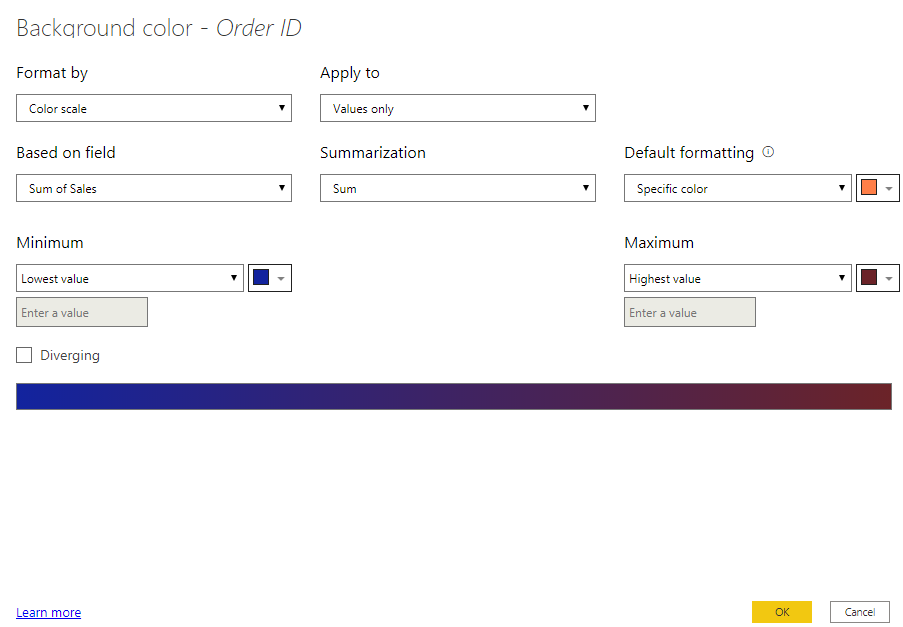 Background color - Order ID
Format by
Apply to
Color scale
Values only
Based on field
Summarization
Default formatting
Sum of Sales
Sum
Specific color
Minimum
Maximum
Lowest value
Highest value
Enter a value
Enter a value
Diverging
Learn more
OK
Cancel